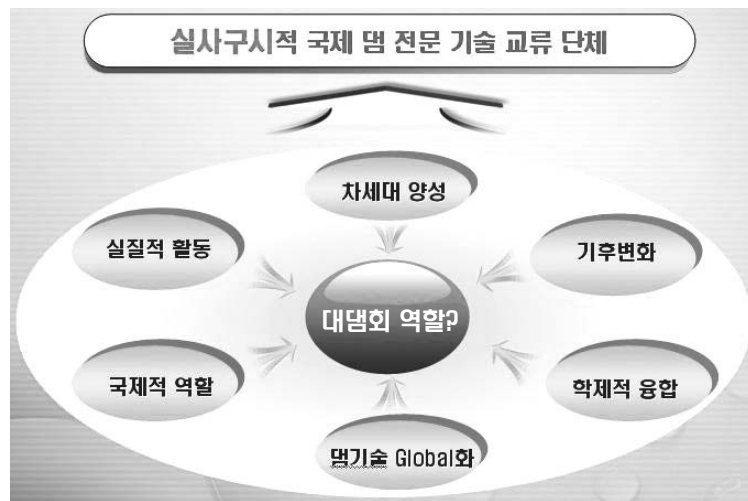 실사구시적 국제 댐 전문 기술 교류 단체
차세대 양성
실질적 활동
기후변화
대댐회 역할?
국제적 역할
학제적 융합
댐기술 Global화